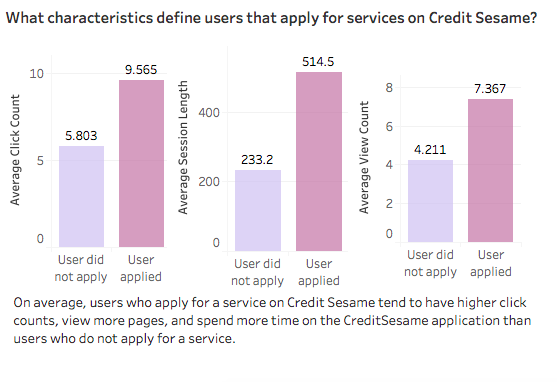 What characteristics define users that apply for services on Credit Sesame?
Average Click Count
10
5
0
5.803
9.565
User did not apply
User applied
Average Session Length
400
200
0
233.2
514.5
User did not apply
User applied
Average View Count
8
6
4
2
0
4.211
7.367
User did not apply
User applied
On average, users who apply for a service on Credit Sesame tend to have higher click
counts, view more pages, and spend more time on the CreditSesame application than
users who do not apply for a service.